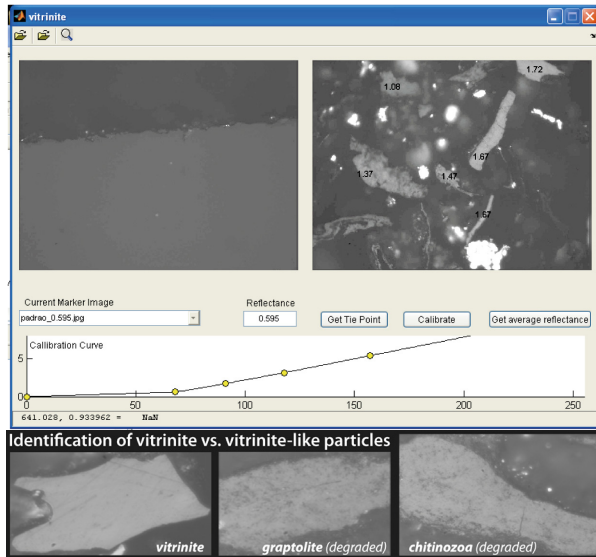 vitrinite
1.72
1.08
1.67
1.37
1.47
1.67
Current Marker Image
Reflectance
padrao_0.595.jpg
0.595
Get Tie Point
Calibrate
Get average reflectance
Callibration Curve
5
0
0
50
100
150
200
250
641.028, 0.933962 = NaN
Identification of vitrinite vs. vitrinite-like particles
vitrinite
graptolite (degraded)
chitinozoa (degraded)